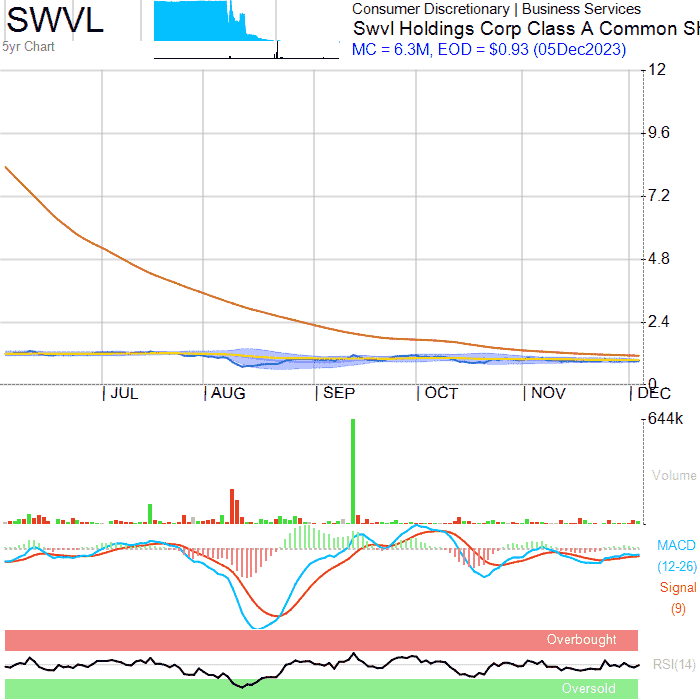 SWVL
5yr Chart
Consumer Discretionary | Business Services
Swvl Holdings Corp Class A Common Sh
MC = 6.3M, EOD = $0.93 (05Dec2023)
12
9.6
7.2
4.8
2.4
0
JUL AUG SEP OCT NOV DEC
644k
Volume
MACD
(12-26)
Signal
(9)
Overbought
RSI(14)
Oversold